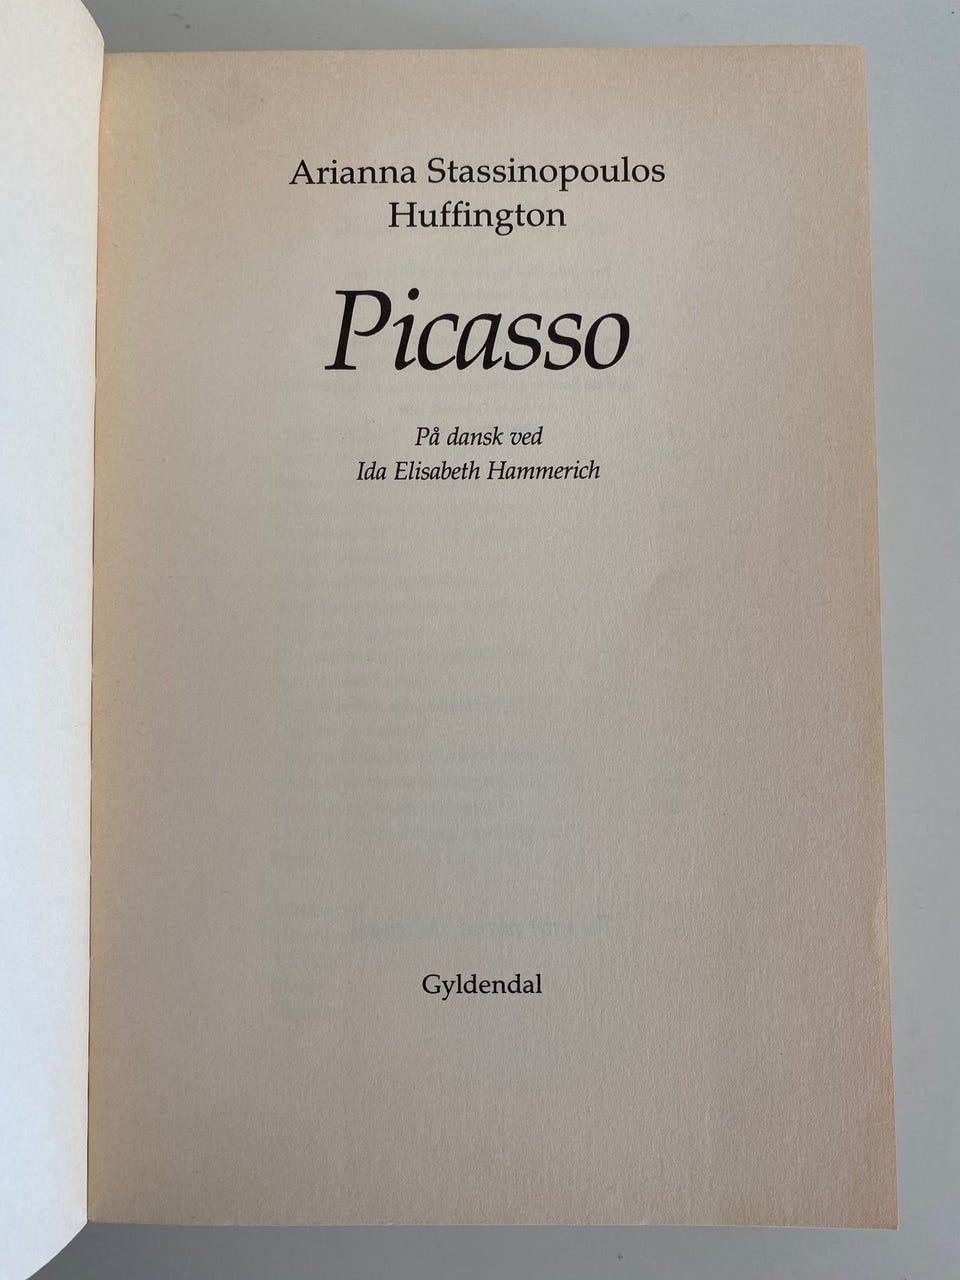 Arianna Stassinopoulos
Huffington
Picasso
På dansk ved
Ida Elisabeth Hammerich
Gyldendal